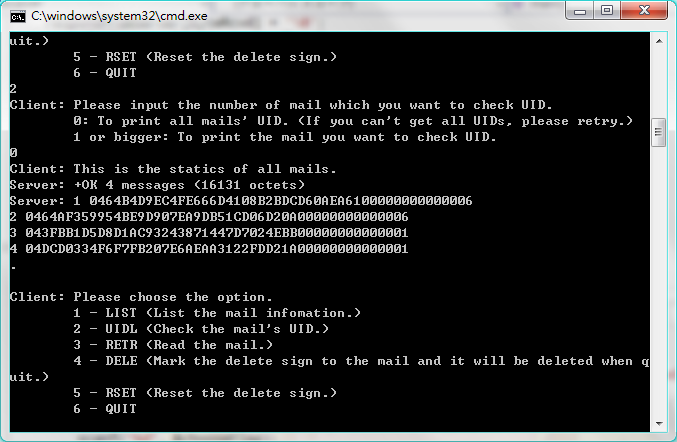 C:\windows\system32\cmd.exe
uit.)
5 - RSET (Reset the delete sign.)
6 - QUIT
2
Client: Please input the number of mail which you want to check UID.
0: To print all mails' UID. (If you can't get all UIDs, please retry.)
1 or bigger: To print the mail you want to check UID.
0
Client: This is the statics of all mails.
Server: +OK 4 messages (16131 octets)
Server: 1 0464B4D9EC4FE666D4108B2BDCD60AEA6100000000000006
2 0464AF359954BE9D907EA9DB51CD06D20A00000000000006
3 043FBB1D5D8D1AC93243871447D7024EBB00000000000001
4 04DCD0334F6F7FB207E6AEAA3122FDD21A00000000000001
.
Client: Please choose the option.
1 - LIST (List the mail infomation.)
2 - UIDL (Check the mail's UID.)
3 - RETR (Read the mail.)
4 - DELE (Mark the delete sign to the mail and it will be deleted when q
uit.)
5 - RSET (Reset the delete sign.)
6 - QUIT